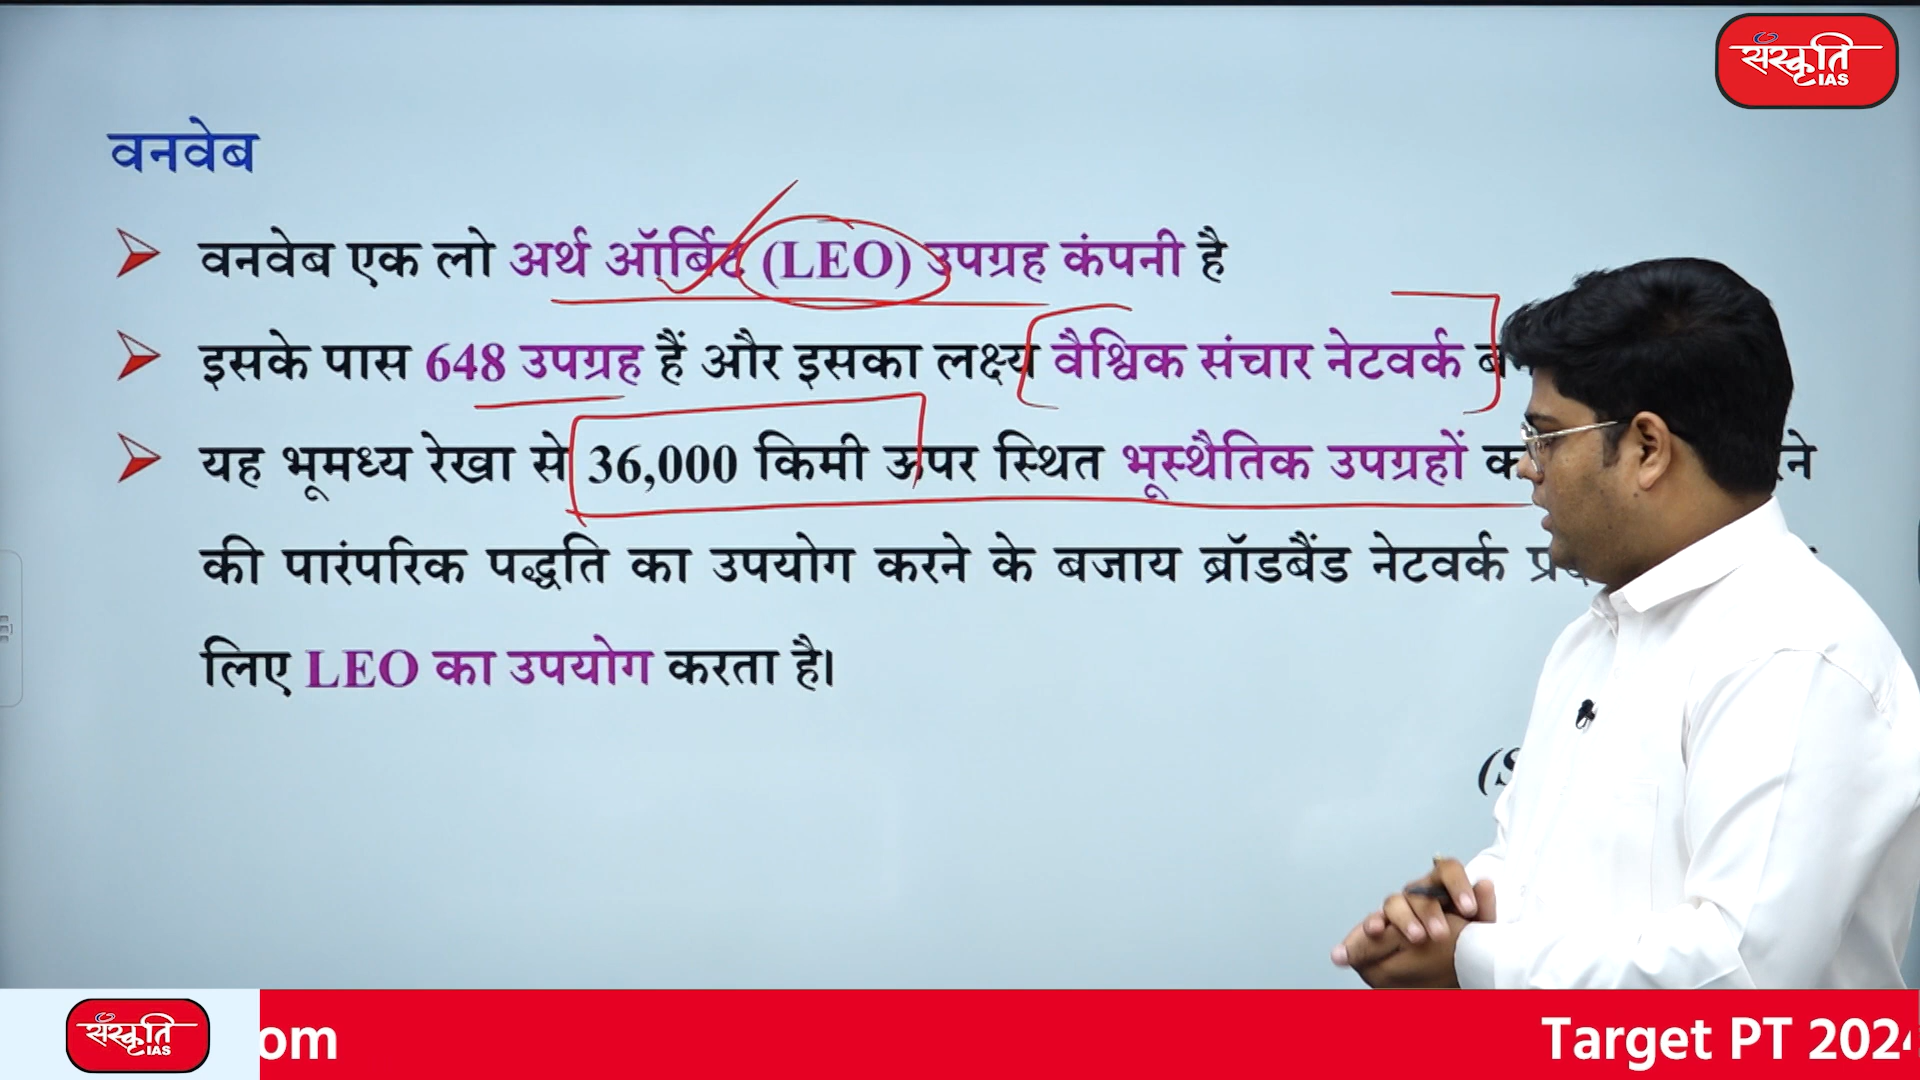 संस्कृति
IAS
वनवेब
वनवेब एक लो अर्थ ऑर्बिट (LEO) उपग्रह कंपनी है
इसके पास 648 उपग्रह हैं और इसका लक्ष्य वैश्विक संचार नेटवर्क
यह भूमध्य रेखा से 36,000 किमी ऊपर स्थित भूस्थैतिक उपग्रहों
की पारंपरिक पद्धति का उपयोग करने के बजाय ब्रॉडबैंड नेटवर्क
लिए LEO का उपयोग करता है।
संस्कृति
IAS
om
Target PT 2024